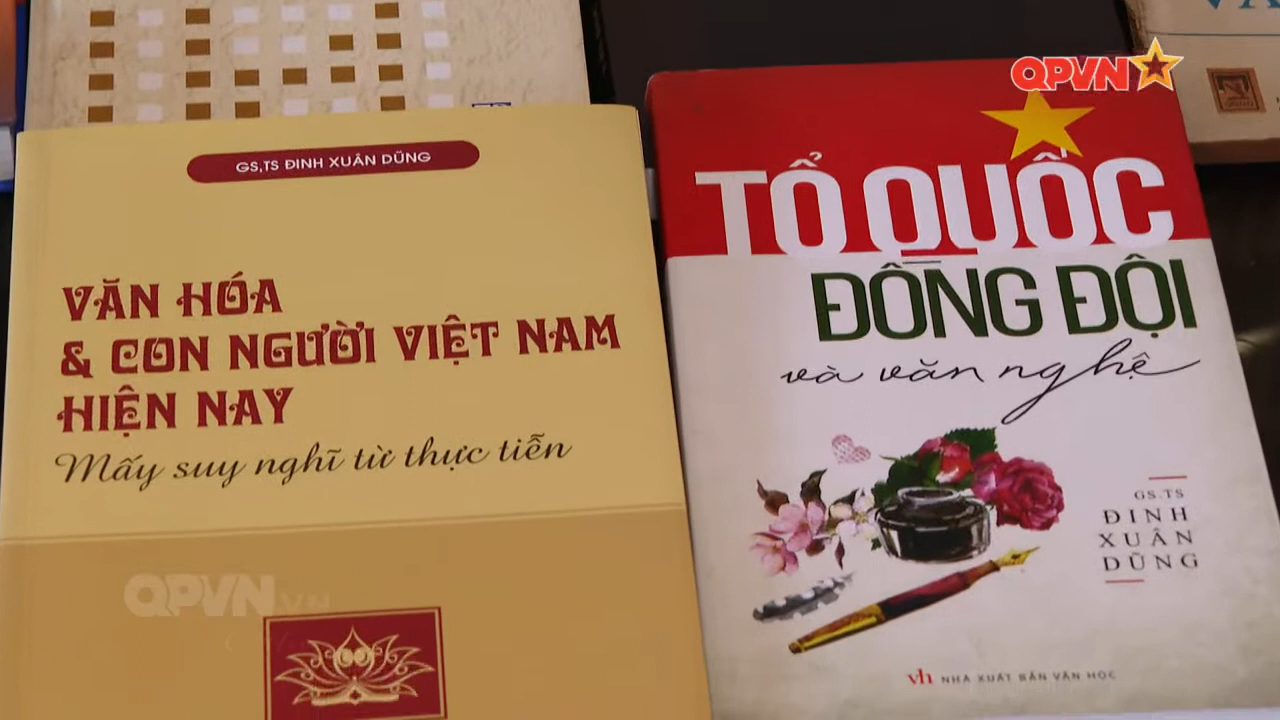 QPVN
GS,TS ĐINH XUÂN DŨNG
VĂN HÓA
& CON NGƯỜI VIỆT NAM
HIỆN NAY
Mấy suy nghĩ từ thực tiễn
QPVN.VN
TỔ QUỐC
ĐỒNG ĐỘI
và văn nghệ
GS.TS
ĐINH
XUÂN
DŨNG
vh NHÀ XUẤT BẢN VĂN HỌC